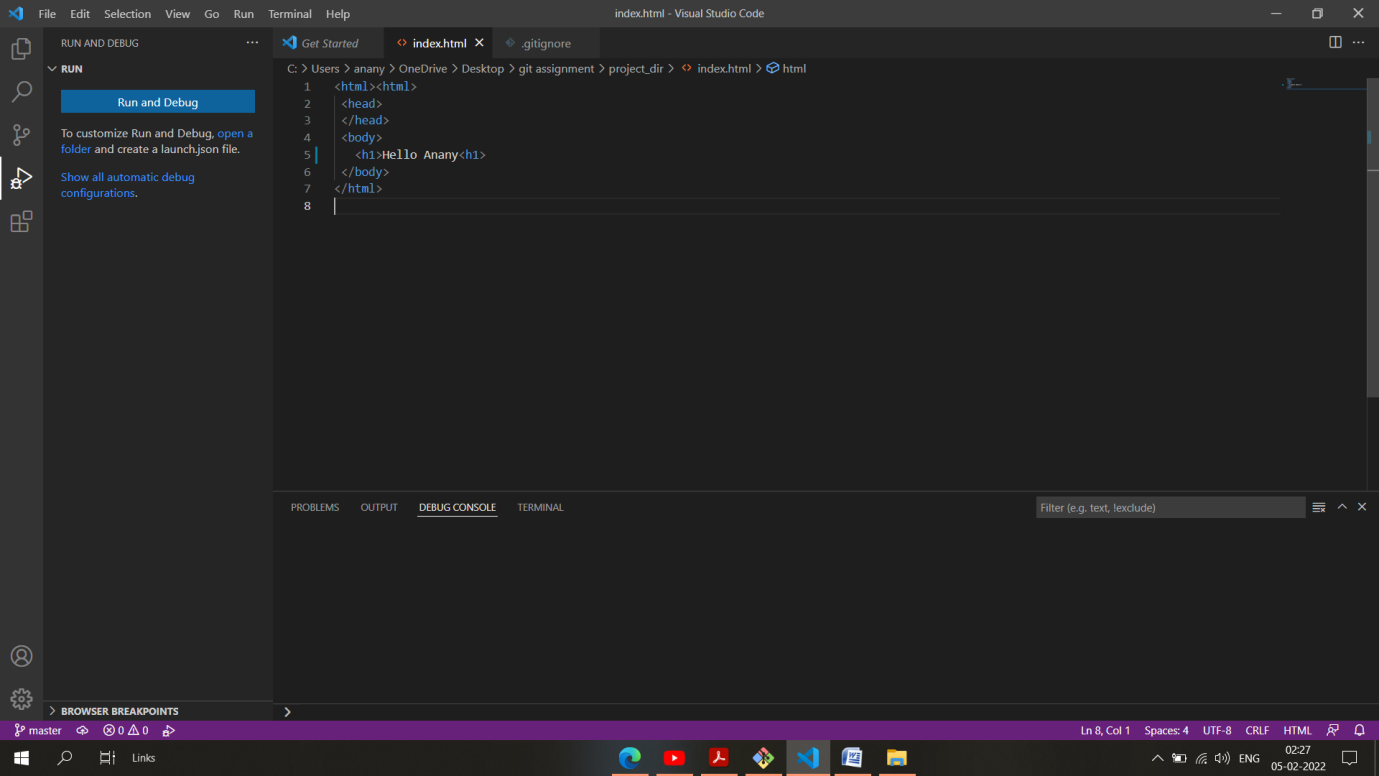 File Edit Selection View Go Run Terminal Help
index.html - Visual Studio Code
RUN AND DEBUG
RUN
Run and Debug
To customize Run and Debug, open a
folder and create a launch.json file.
Show all automatic debug
configurations.
BROWSER BREAKPOINTS
Get Started
index.html
.gitignore
C: > Users > anany > OneDrive > Desktop > git assignment > project_dir > index.html > html
1 <html><html>
2 <head>
3 </head>
4 <body>
5 <h1>Hello Anany<h1>
6 </body>
7 </html>
8
PROBLEMS OUTPUT DEBUG CONSOLE TERMINAL
Filter (e.g. text, !exclude)
master 0 0
Ln 8, Col 1 Spaces: 4 UTF-8 CRLF HTML
Links
ENG
02:27
05-02-2022